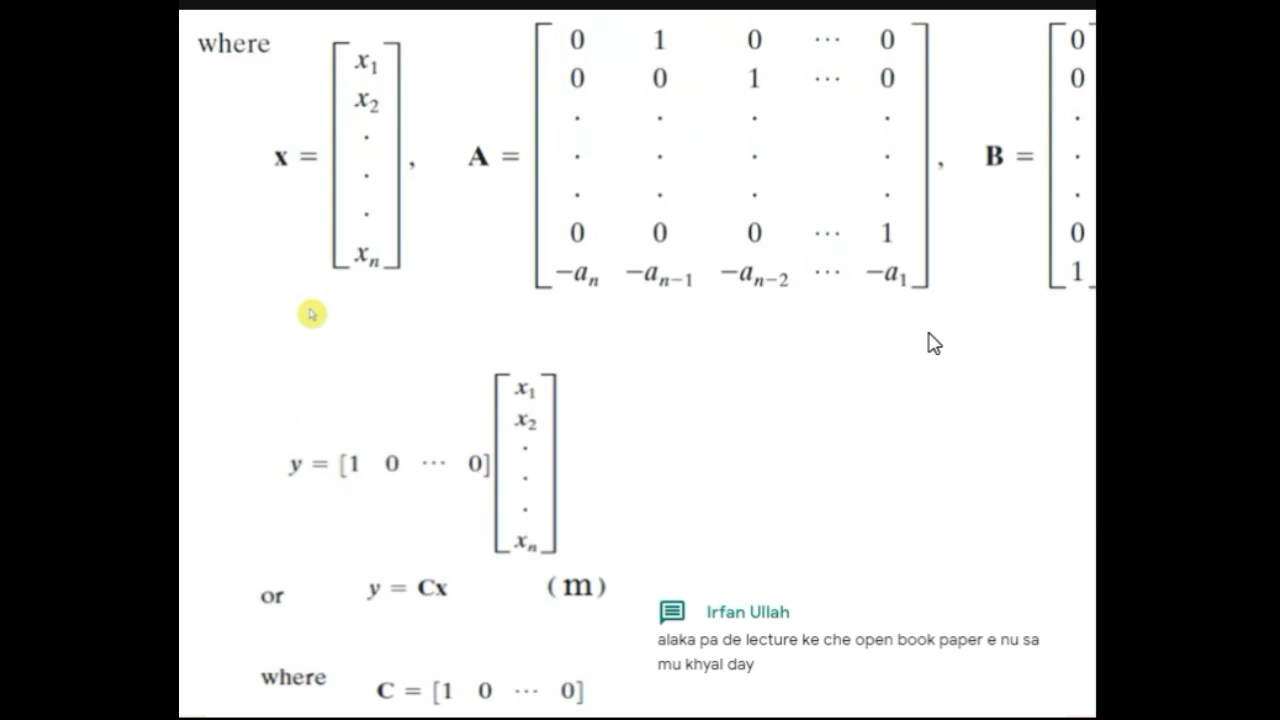 where
x = [x₁ x₂ . . . xₙ], A = [0 1 0 ⋯ 0
0 0 1 ⋯ 0
. . . .
. . . .
. . . .
0 0 0 ⋯ 1
−aₙ −aₙ₋₁ −aₙ₋₂ ⋯ −a₁], B = [0 0 . . . 0 1]
y = [1 0 ⋯ 0] [x₁ x₂ . . . xₙ]
or y = Cx (m)
Irfan Ullah
alaka pa de lecture ke che open book paper e nu sa
mu khyal day
where C = [1 0 ⋯ 0]